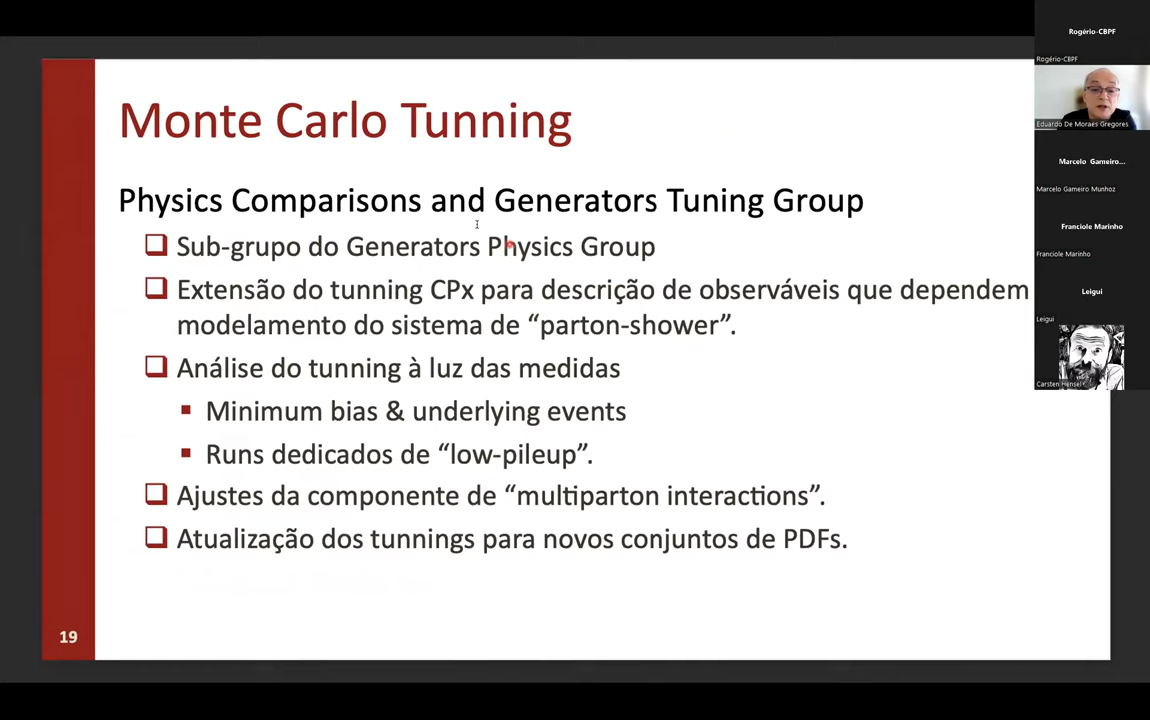 Monte Carlo Tunning
Physics Comparisons and Generators Tuning Group
Sub-grupo do Generators Physics Group
Extensão do tunning CPx para descrição de observáveis que dependem
modelamento do sistema de “parton-shower”.
Análise do tunning à luz das medidas
Minimum bias & underlying events
Runs dedicados de “low-pileup”.
Ajustes da componente de “multiparton interactions”.
Atualização dos tunnings para novos conjuntos de PDFs.
19
Rogério-CBPF
Rogério-CBPF
Eduardo De Moraes Gregores
Marcelo Gameiro...
Marcelo Gameiro Munhoz
Franciole Marinho
Franciole Marinho
Leigui
Leigui
Carsten Hensel